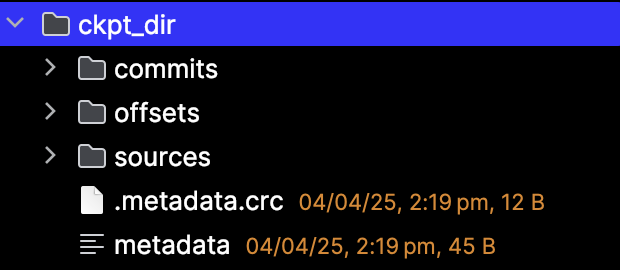 ckpt_dir
commits
offsets
sources
.metadata.crc 04/04/25, 2:19 pm, 12 B
metadata 04/04/25, 2:19 pm, 45 B